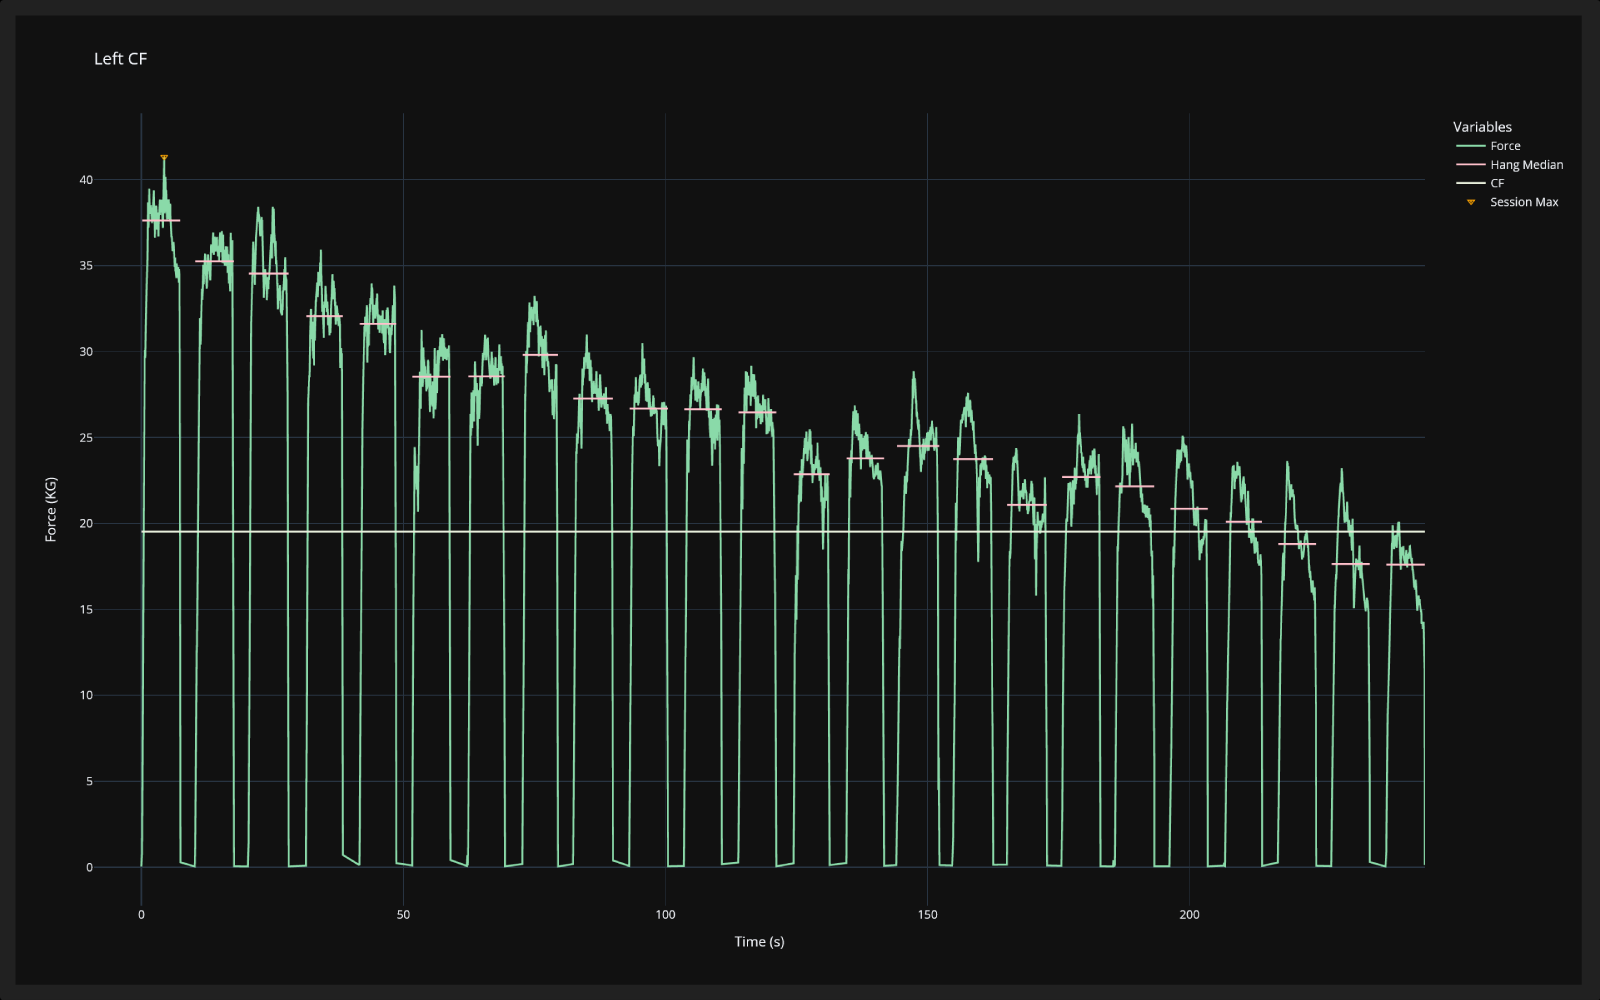 Left CF
Variables
Force
Hang Median
CF
Session Max
40
35
30
25
20
15
10
5
0
Force (KG)
0 50 100 150 200
Time (s)